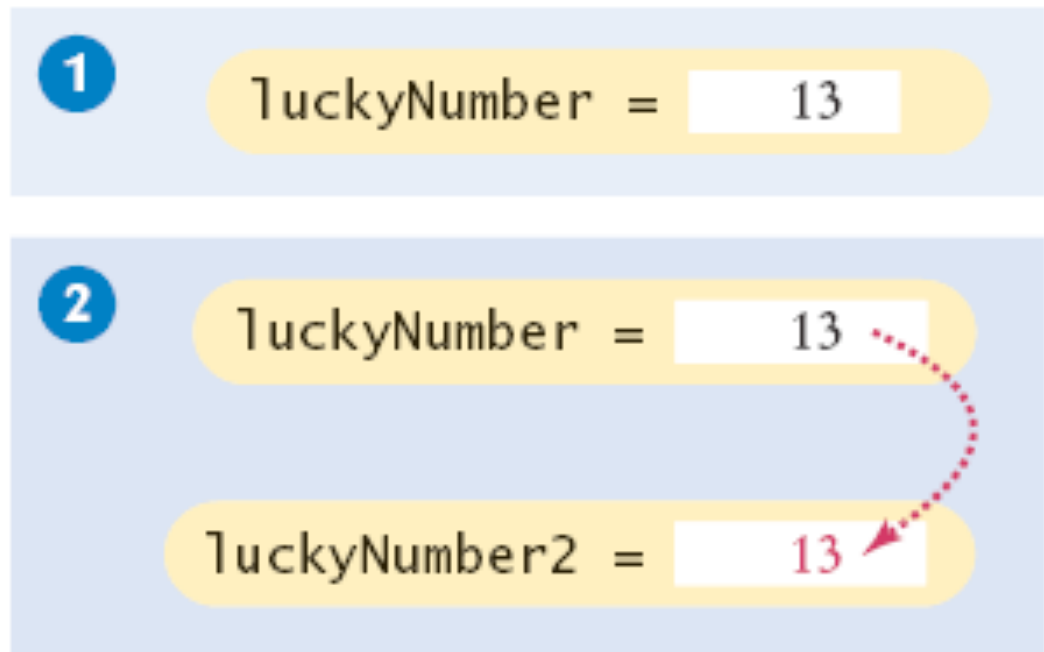 1
luckyNumber = 13
2
luckyNumber = 13
luckyNumber2 = 13